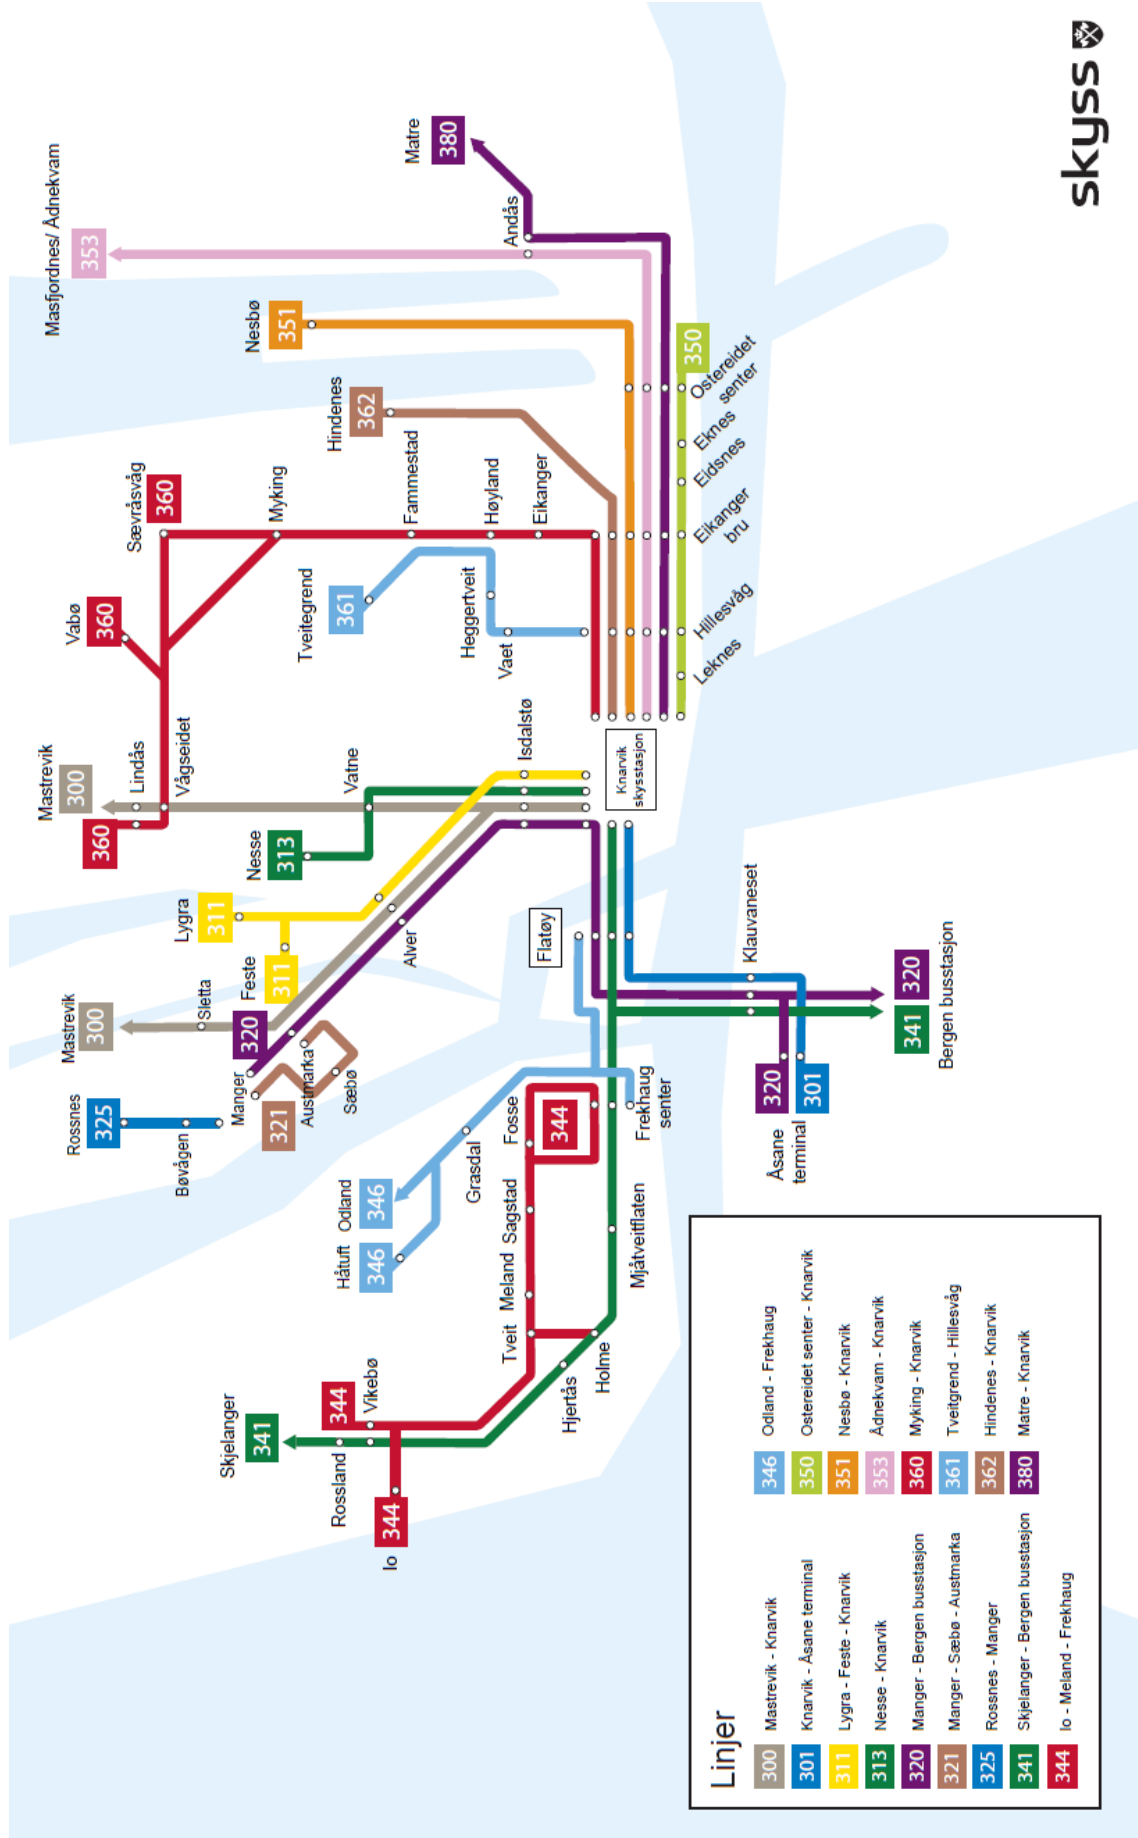 skyss
Masfjordnes/ Ådnekvam
353
Matre
380
Andås
Nesbø
351
Hindenes
362
Sævråsvåg
360
Myking
Fammestad
Høyland
Eikanger
Vabø
360
Tveitegrend
361
Heggertveit
Vaet
350
Ostereidet
senter
Eknes
Eidsnes
Eikanger
bru
Hillesvåg
Leknes
Mastrevik
300
360
Lindås
Vågseidet
Vatne
Isdalstø
Nesse
313
Knarvik
skysstasjon
Lygra
311
Feste
311
Alver
Mastrevik
300
Sletta
320
Manger
321
Austmarka
Sæbø
Rossnes
325
Bøvågen
Flatøy
Klauvaneset
320
341
Bergen busstasjon
320
301
Åsane
terminal
Frekhaug
senter
Fosse
344
Grasdal
Odland
346
Håtuft
346
Sagstad
Meland
Tveit
Mjåtveitflaten
Holme
Hjertås
Vikebø
344
Skjelanger
341
Rossland
344
Io
Linjer
300 Mastrevik - Knarvik
301 Knarvik - Åsane terminal
311 Lygra - Feste - Knarvik
313 Nesse - Knarvik
320 Manger - Bergen busstasjon
321 Manger - Sæbø - Austmarka
325 Rossnes - Manger
341 Skjelanger - Bergen busstasjon
344 Io - Meland - Frekhaug
346 Odland - Frekhaug
350 Ostereidet senter - Knarvik
351 Nesbø - Knarvik
353 Ådnekvam - Knarvik
360 Myking - Knarvik
361 Tveitgrend - Hillesvåg
362 Hindenes - Knarvik
380 Matre - Knarvik